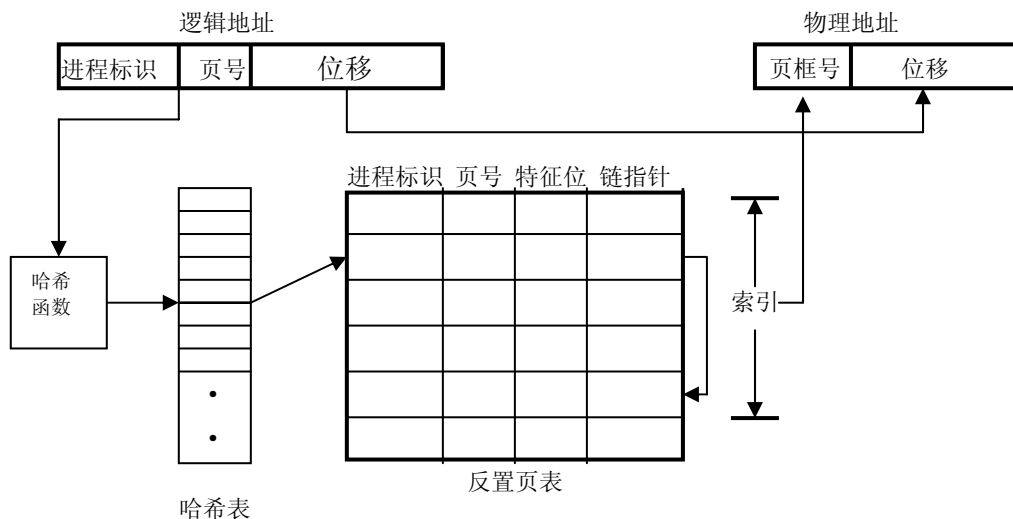 逻辑地址
物理地址
进程标识 页号 位移
页框号 位移
进程标识 页号 特征位 链指针
哈希
函数
索引
反置页表
哈希表